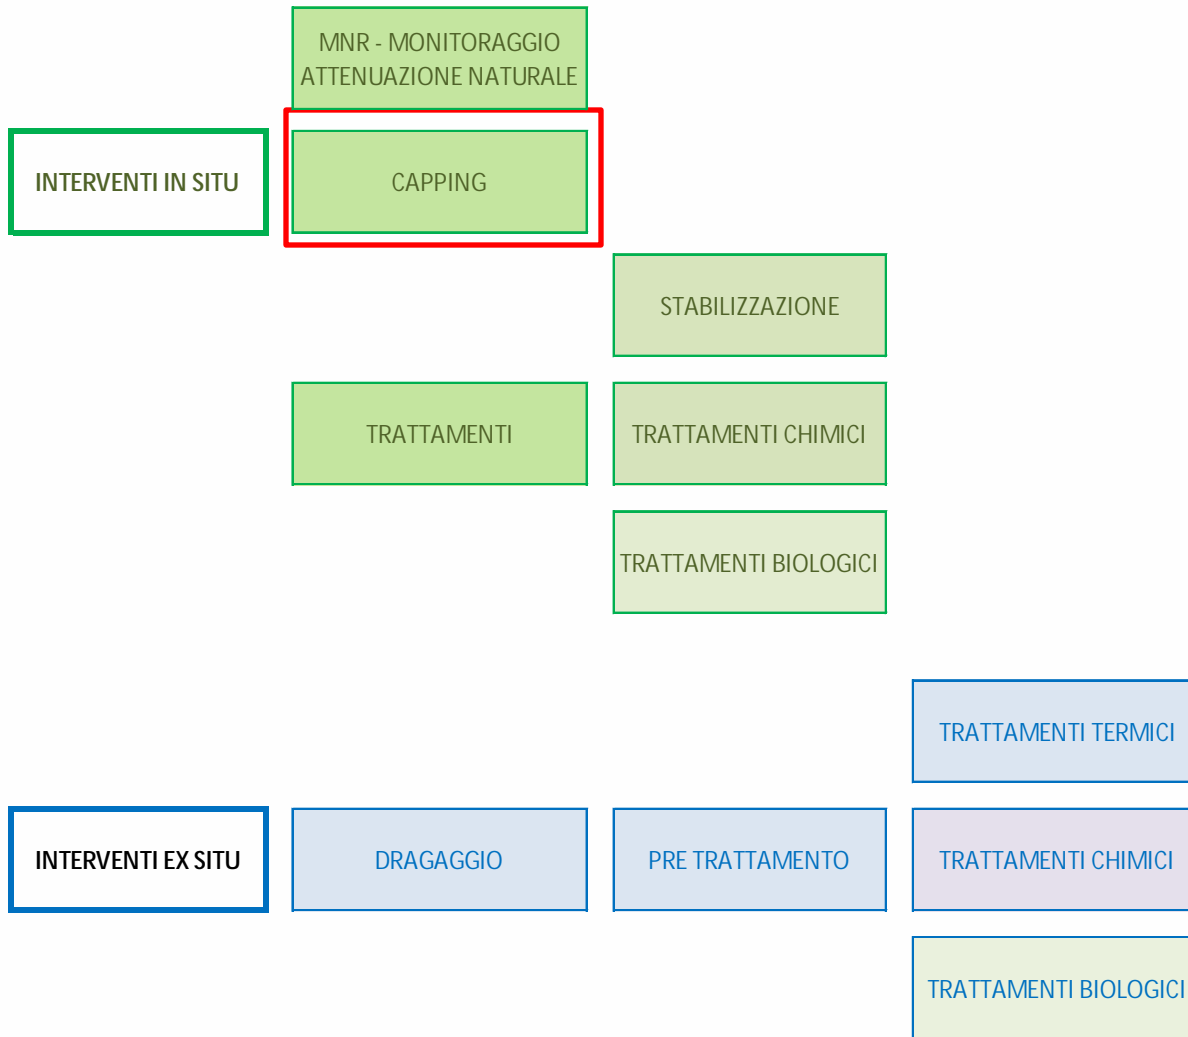 MNR - MONITORAGGIO
ATTENUAZIONE NATURALE
INTERVENTI IN SITU
CAPPING
STABILIZZAZIONE
TRATTAMENTI
TRATTAMENTI CHIMICI
TRATTAMENTI BIOLOGICI
TRATTAMENTI TERMICI
INTERVENTI EX SITU
DRAGAGGIO
PRE TRATTAMENTO
TRATTAMENTI CHIMICI
TRATTAMENTI BIOLOGICI